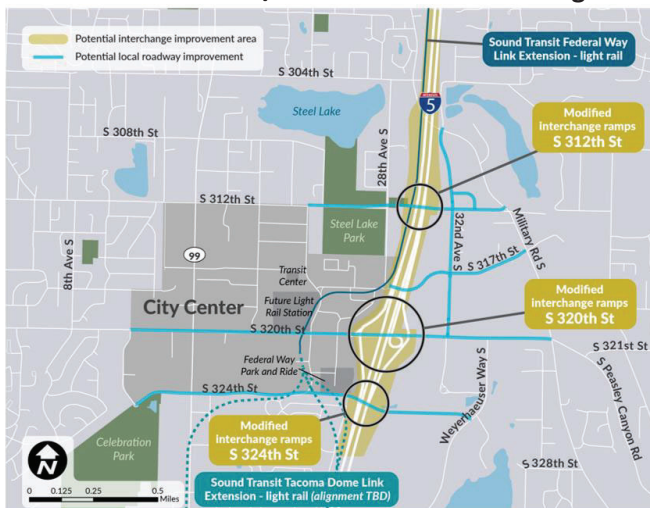 Potential interchange improvement area
Potential local roadway improvement
Sound Transit Federal Way
Link Extension - light rail
S 304th St
Steel Lake
5
Modified
interchange ramps
S 312th St
S 308th St
28th Ave S
S 312th St
Steel Lake
Park
32nd Ave S
Military Rd S
8th Ave S
99
S 317th St
Transit
Center
City Center
Future Light
Rail Station
Modified
interchange ramps
S 320th St
S 320th St
S 321st St
Federal Way
Park and Ride
S 324th St
Weyerhaeuser Way S
S Peasley Canyon Rd
Celebration
Park
Modified
interchange ramps
S 324th St
S 328th St
N
0 0.125 0.25 0.5
Miles
Sound Transit Tacoma Dome Link
Extension - light rail (alignment TBD)